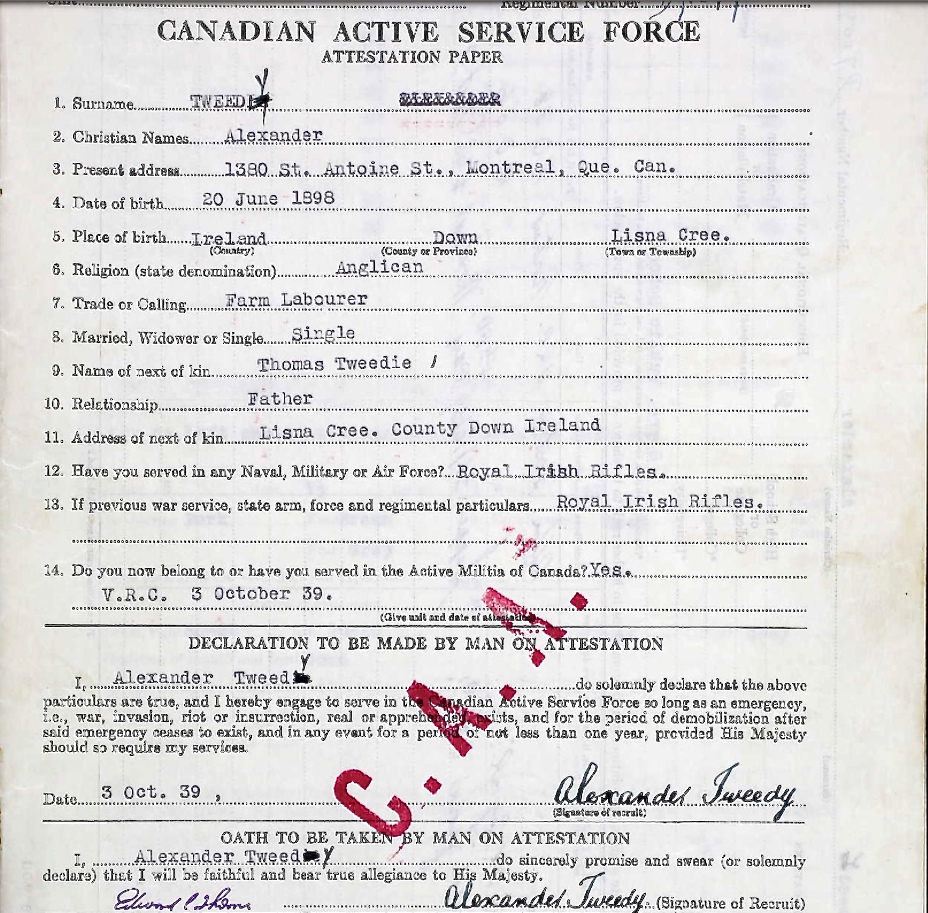 Regimental Number
CANADIAN ACTIVE SERVICE FORCE
ATTESTATION PAPER
1. Surname TWEEDY ALEXANDER
2. Christian Names Alexander
3. Present address 1380 St. Antoine St., Montreal, Que. Can.
4. Date of birth 20 June 1898
5. Place of birth Ireland Down Lisna Cree.
(Country) (County or Province) (Town or Township)
6. Religion (state denomination) Anglican
7. Trade or Calling Farm Labourer
8. Married, Widower or Single Single
9. Name of next of kin Thomas Tweedie /
10. Relationship Father
11. Address of next of kin Lisna Cree. County Down Ireland
12. Have you served in any Naval, Military or Air Force? Royal Irish Rifles.
13. If previous war service, state arm, force and regimental particulars Royal Irish Rifles.
14. Do you now belong to or have you served in the Active Militia of Canada? Yes.
V.R.C. 3 October 39.
(Give unit and date of attestation)
DECLARATION TO BE MADE BY MAN ON ATTESTATION
I, Alexander Tweedy do solemnly declare that the above
particulars are true, and I hereby engage to serve in the Canadian Active Service Force so long as an emergency,
i.e., war, invasion, riot or insurrection, real or apprehended exists, and for the period of demobilization after
said emergency ceases to exist, and in any event for a period of not less than one year, provided His Majesty
should so require my services.
C.A.A.
Date 3 Oct. 39 , Alexander Tweedy
(Signature of recruit)
OATH TO BE TAKEN BY MAN ON ATTESTATION
I, Alexander Tweedy do sincerely promise and swear (or solemnly
declare) that I will be faithful and bear true allegiance to His Majesty.
Alexander Tweedy. (Signature of Recruit)